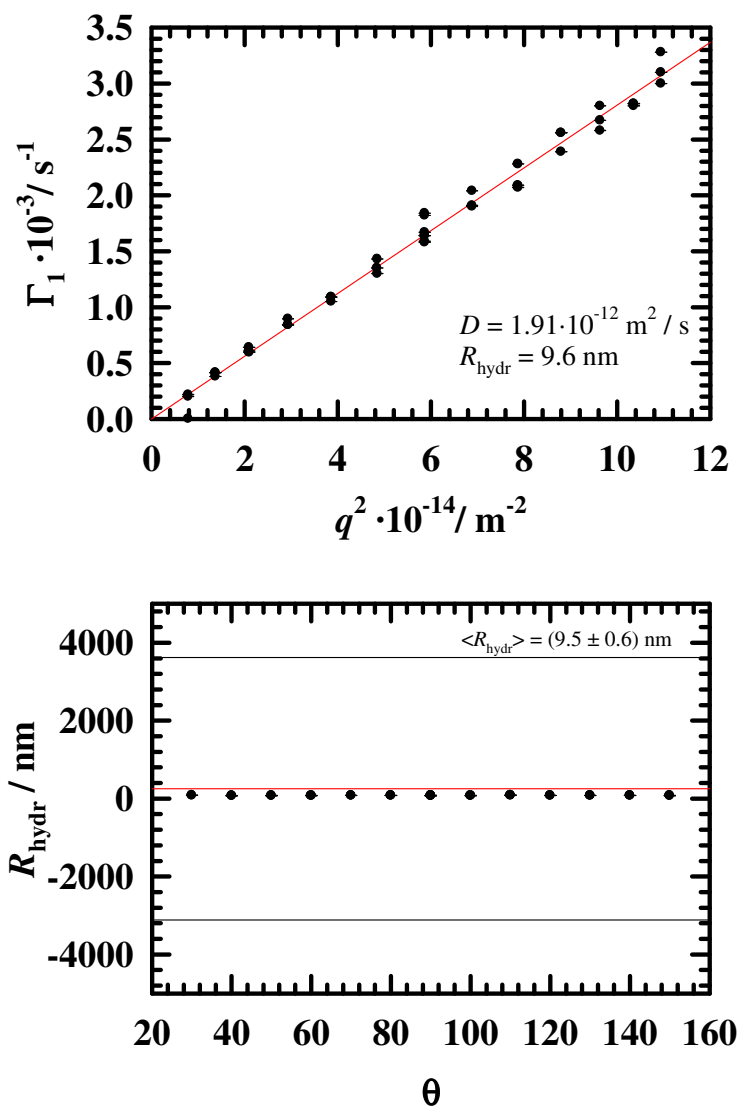 3.5
3.0
2.5
2.0
1.5
1.0
0.5
0.0
Γ₁ ·10⁻³/ s⁻¹
D = 1.91·10⁻¹² m² / s
R_hydr = 9.6 nm
0 2 4 6 8 10 12
q² ·10⁻¹⁴/ m⁻²
<R_hydr> = (9.5 ± 0.6) nm
4000
2000
0
-2000
-4000
R_hydr / nm
20 40 60 80 100 120 140 160
θ